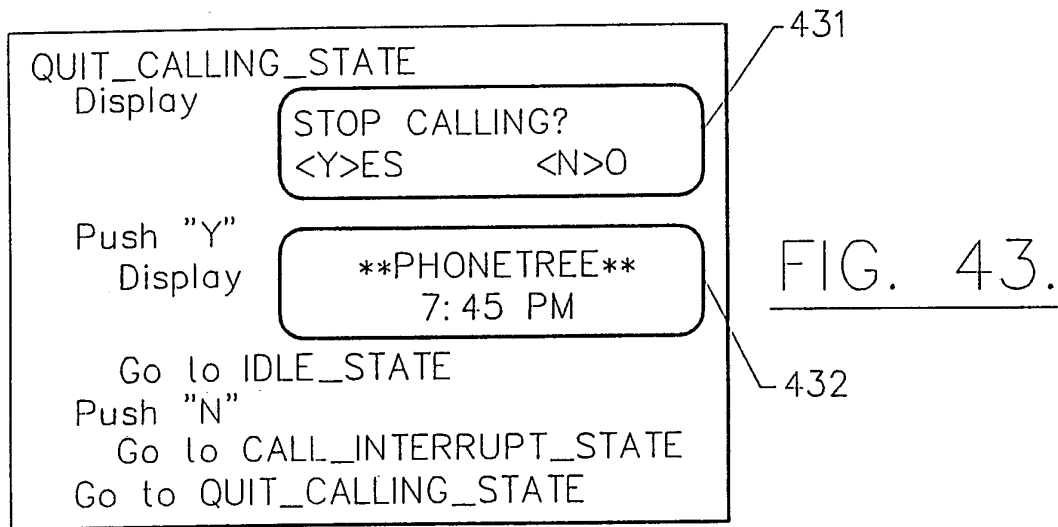 431
QUIT_CALLING_STATE
Display
STOP CALLING?
<Y>ES <N>O
Push "Y"
Display
**PHONETREE**
7:45 PM
FIG. 43.
432
Go to IDLE_STATE
Push "N"
Go to CALL_INTERRUPT_STATE
Go to QUIT_CALLING_STATE